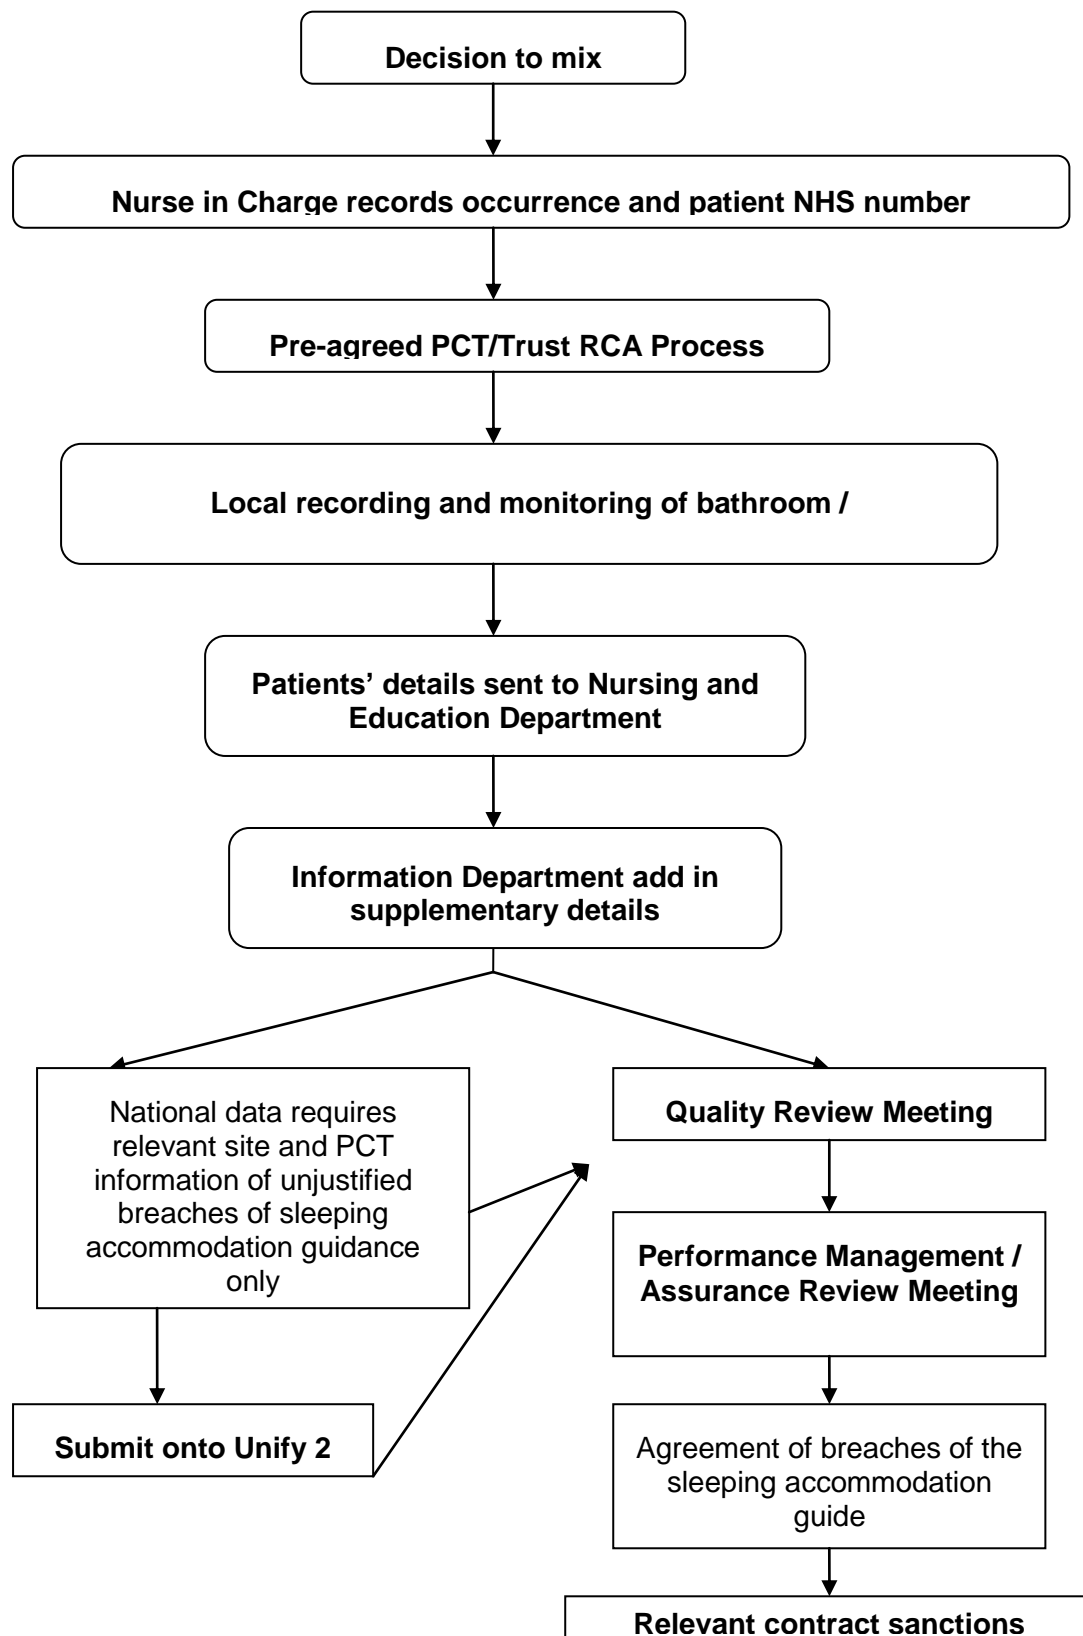 Decision to mix
Nurse in Charge records occurrence and patient NHS number
Pre-agreed PCT/Trust RCA Process
Local recording and monitoring of bathroom /
Patients’ details sent to Nursing and
Education Department
Information Department add in
supplementary details
National data requires
relevant site and PCT
information of unjustified
breaches of sleeping
accommodation guidance
only
Submit onto Unify 2
Quality Review Meeting
Performance Management /
Assurance Review Meeting
Agreement of breaches of the
sleeping accommodation
guide
Relevant contract sanctions